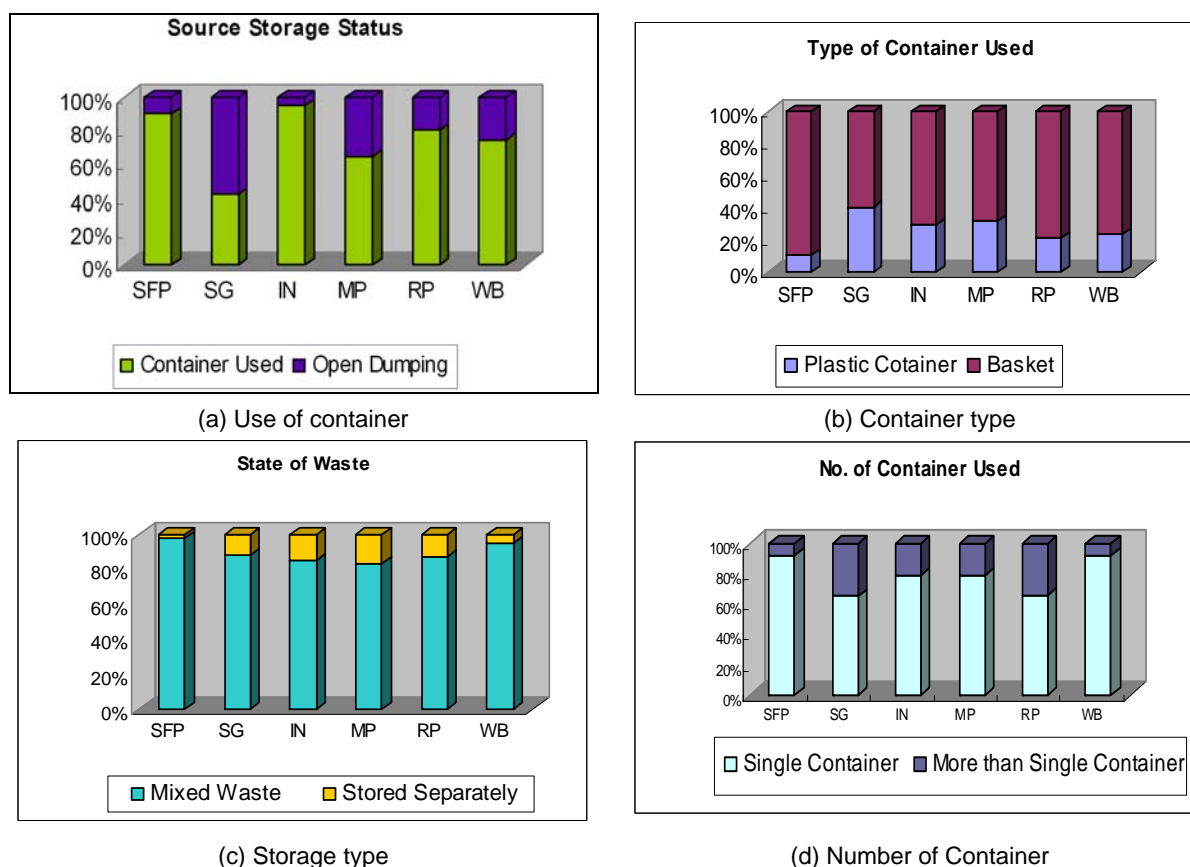 Source Storage Status
100%
80%
60%
40%
20%
0%
SFP SG IN MP RP WB
Container Used Open Dumping
(a) Use of container
Type of Container Used
100%
80%
60%
40%
20%
0%
SFP SG IN MP RP WB
Plastic Cotainer Basket
(b) Container type
State of Waste
100%
80%
60%
40%
20%
0%
SFP SG IN MP RP WB
Mixed Waste Stored Separately
(c) Storage type
No. of Container Used
100%
80%
60%
40%
20%
0%
SFP SG IN MP RP WB
Single Container More than Single Container
(d) Number of Container